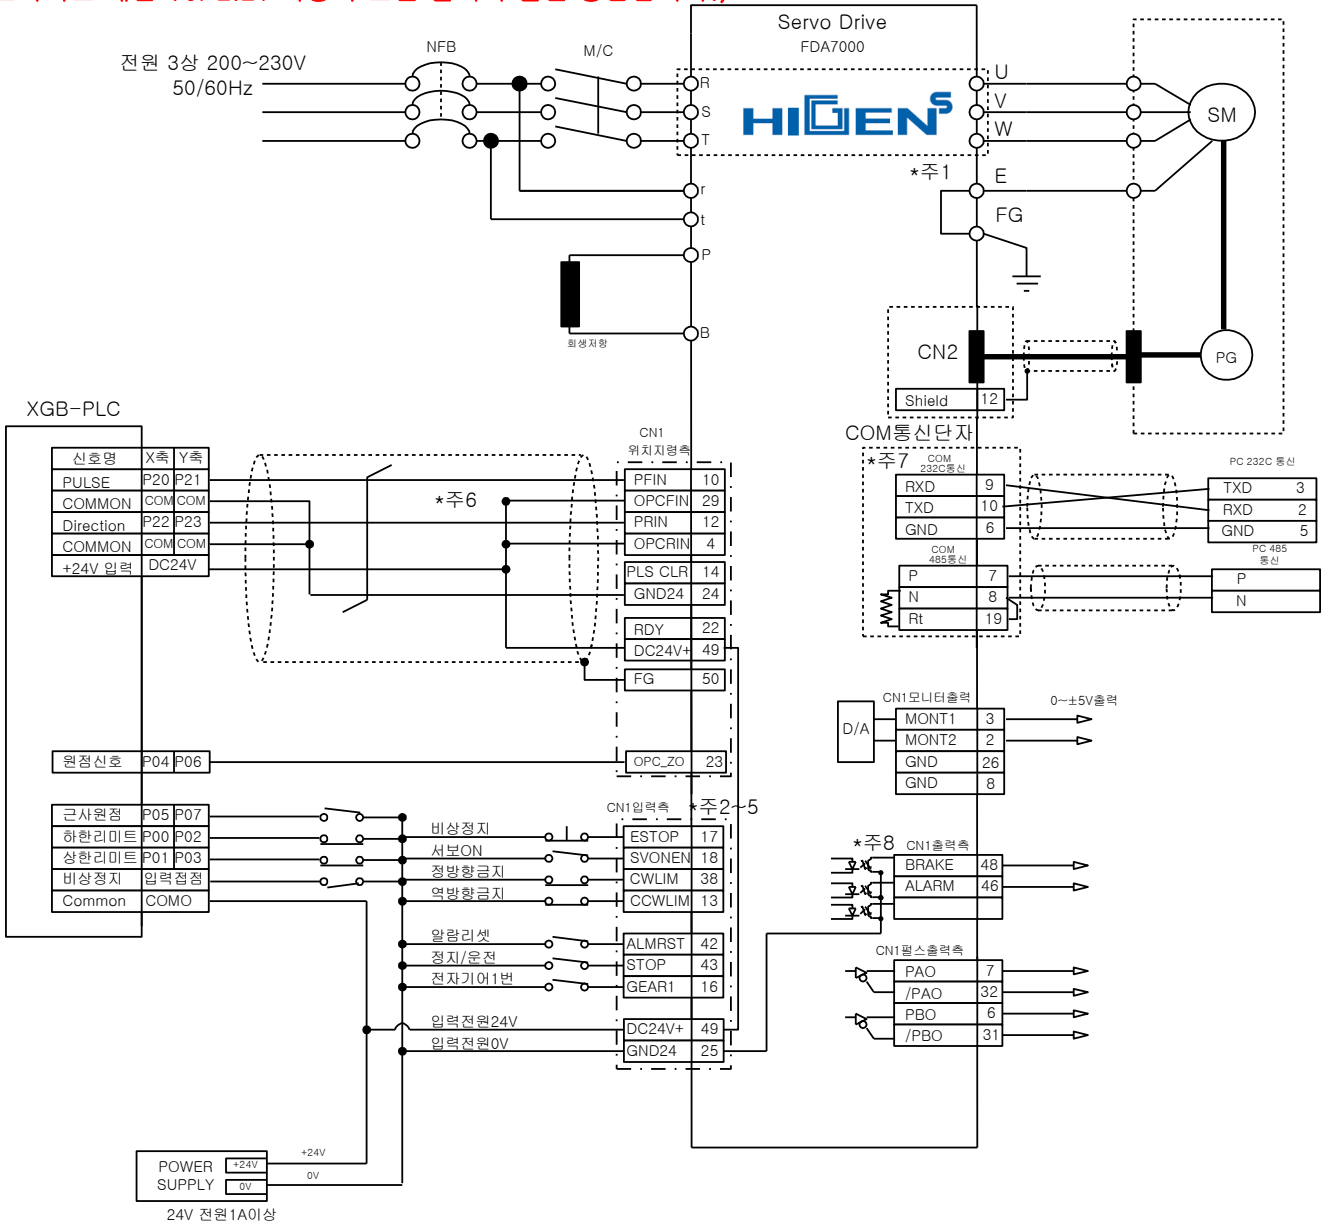 Servo Drive
FDA7000
NFB
M/C
전원 3상 200~230V
50/60Hz
R
S
T
HIGEN S
U
V
W
SM
*주1
E
FG
r
t
P
B
회생저항
CN2
Shield 12
PG
XGB-PLC
신호명 X축 Y축
PULSE P20 P21
COMMON COM COM
Direction P22 P23
COMMON COM COM
+24V 입력 DC24V
*주6
CN1
위치지령측
PFIN 10
OPCFIN 29
PRIN 12
OPCRIN 4
PLS CLR 14
GND24 24
RDY 22
DC24V+ 49
FG 50
OPC_ZO 23
원점신호 P04 P06
근사원점 P05 P07
하한리미트 P00 P02
상한리미트 P01 P03
비상정지 입력접점
Common COM0
CN1입력측
*주2~5
비상정지 ESTOP 17
서보ON SVONEN 18
정방향금지 CWLIM 38
역방향금지 CCWLIM 13
알람리셋 ALMRST 42
정지/운전 STOP 43
전자기어1번 GEAR1 16
입력전원24V DC24V+ 49
입력전원0V GND24 25
COM통신단자
*주7
COM
232C통신
RXD 9
TXD 10
GND 6
PC 232C 통신
TXD 3
RXD 2
GND 5
COM
485통신
P 7
N 8
Rt 19
PC 485
통신
P
N
CN1모니터출력
0~±5V출력
D/A
MONT1 3
MONT2 2
GND 26
GND 8
*주8
CN1출력측
BRAKE 48
ALARM 46
CN1펄스출력측
PAO 7
/PAO 32
PBO 6
/PBO 31
POWER
SUPPLY
+24V
0V
+24V
0V
24V 전원1A이상